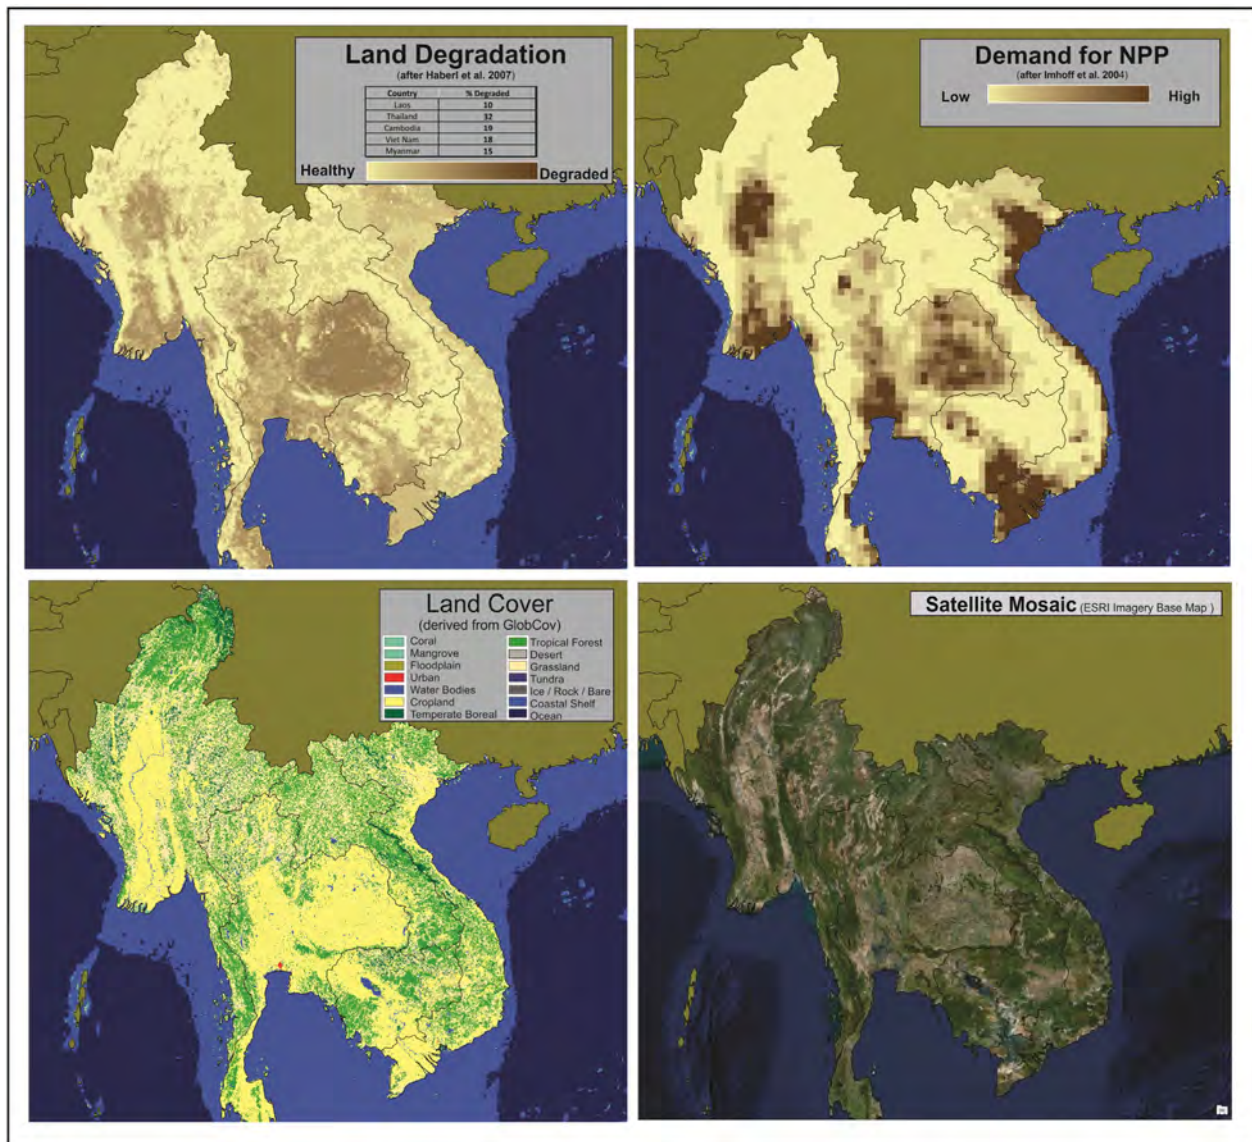 Land Degradation
(after Haberl et al. 2007)
Country % Degraded
Laos 10
Thailand 32
Cambodia 19
Viet Nam 18
Myanmar 15
Healthy Degraded
Demand for NPP
(after Imhoff et al. 2004)
Low High
Land Cover
(derived from GlobCov)
Coral
Mangrove
Floodplain
Urban
Water Bodies
Cropland
Temperate Boreal
Tropical Forest
Desert
Grassland
Tundra
Ice / Rock / Bare
Coastal Shelf
Ocean
Satellite Mosaic (ESRI Imagery Base Map )